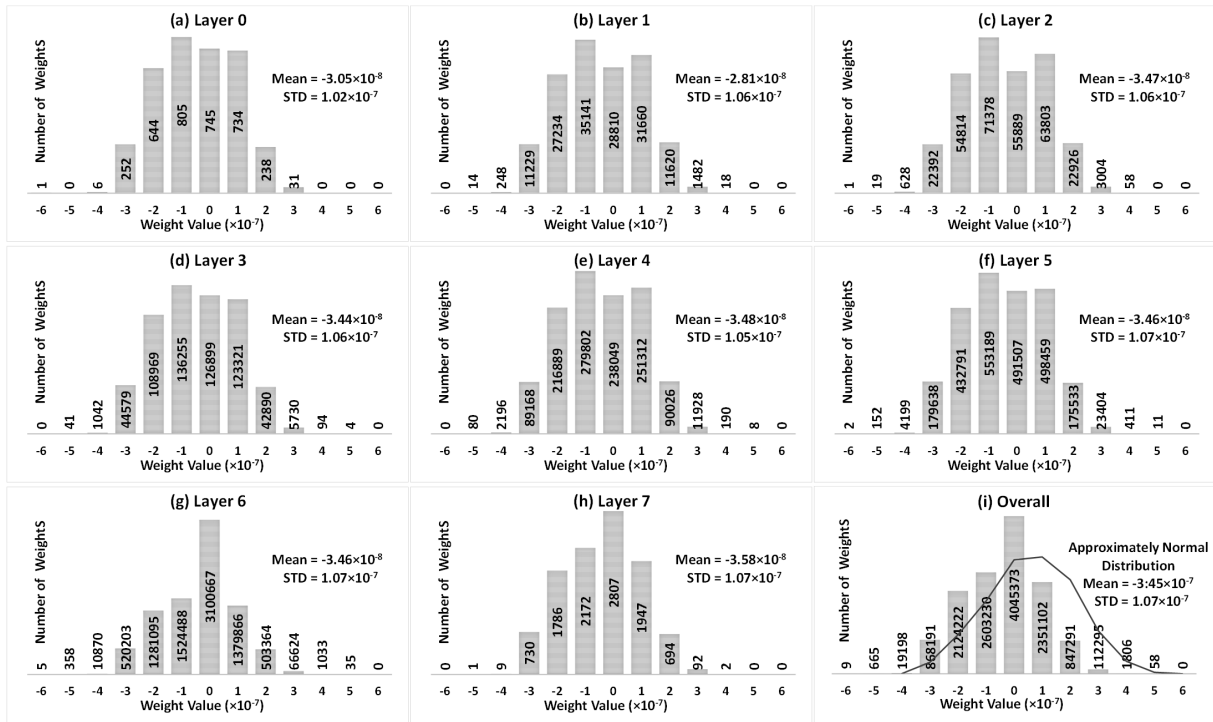 (a) Layer 0
Number of WeightS
Mean = -3.05×10⁻⁸
STD = 1.02×10⁻⁷
1 0 6 252 644 805 745 734 238 31 0 0 0
-6 -5 -4 -3 -2 -1 0 1 2 3 4 5 6
Weight Value (×10⁻⁷)
(b) Layer 1
Number of WeightS
Mean = -2.81×10⁻⁸
STD = 1.06×10⁻⁷
0 14 248 11229 27234 35141 28810 31660 11620 1482 18 0 0
-6 -5 -4 -3 -2 -1 0 1 2 3 4 5 6
Weight Value (×10⁻⁷)
(c) Layer 2
Number of WeightS
Mean = -3.47×10⁻⁸
STD = 1.06×10⁻⁷
1 19 628 22392 54814 71378 55889 63803 22926 3004 58 0 0
-6 -5 -4 -3 -2 -1 0 1 2 3 4 5 6
Weight Value (×10⁻⁷)
(d) Layer 3
Number of WeightS
Mean = -3.44×10⁻⁸
STD = 1.06×10⁻⁷
0 41 1042 44579 108969 136255 126899 123321 42890 5730 94 4 0
-6 -5 -4 -3 -2 -1 0 1 2 3 4 5 6
Weight Value (×10⁻⁷)
(e) Layer 4
Number of WeightS
Mean = -3.48×10⁻⁸
STD = 1.05×10⁻⁷
0 80 2196 89168 216889 279802 238049 251312 90026 11928 190 8 0
-6 -5 -4 -3 -2 -1 0 1 2 3 4 5 6
Weight Value (×10⁻⁷)
(f) Layer 5
Number of WeightS
Mean = -3.46×10⁻⁸
STD = 1.07×10⁻⁷
2 152 4199 179638 432791 553189 491507 498459 175533 23404 411 11 0
-6 -5 -4 -3 -2 -1 0 1 2 3 4 5 6
Weight Value (×10⁻⁷)
(g) Layer 6
Number of WeightS
Mean = -3.46×10⁻⁸
STD = 1.07×10⁻⁷
5 358 10870 520203 1281095 1524488 3100667 1379866 503364 66624 1033 35 0
-6 -5 -4 -3 -2 -1 0 1 2 3 4 5 6
Weight Value (×10⁻⁷)
(h) Layer 7
Number of WeightS
Mean = -3.58×10⁻⁸
STD = 1.07×10⁻⁷
0 1 9 730 1786 2172 2807 1947 694 92 2 0 0
-6 -5 -4 -3 -2 -1 0 1 2 3 4 5 6
Weight Value (×10⁻⁷)
(i) Overall
Number of WeightS
Approximately Normal
Distribution
Mean = -3:45×10⁻⁷
STD = 1.07×10⁻⁷
9 665 19198 868191 2124222 2603230 4045373 2351102 847291 112295 1806 58 0
-6 -5 -4 -3 -2 -1 0 1 2 3 4 5 6
Weight Value (×10⁻⁷)